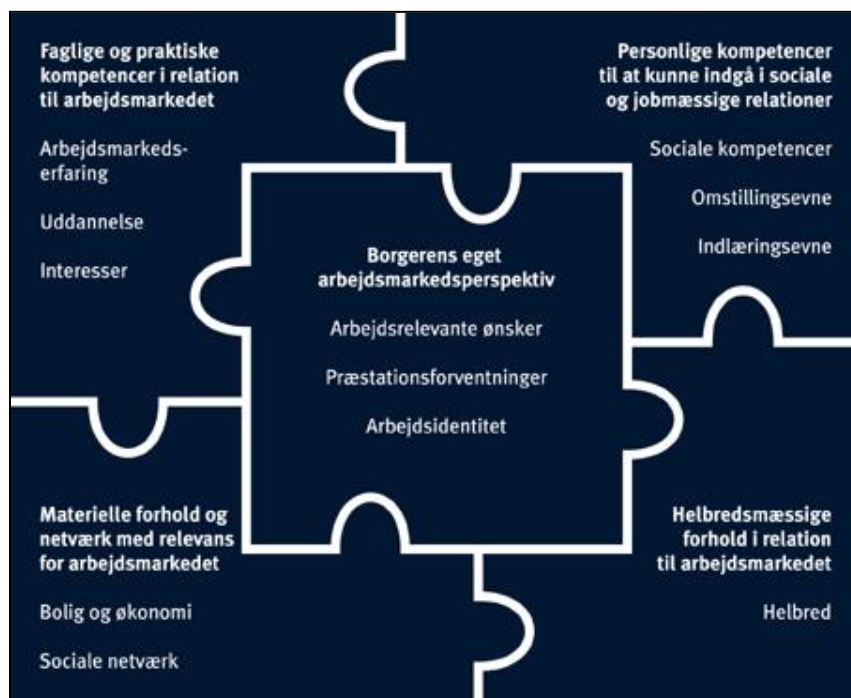 Faglige og praktiske
kompetencer i relation
til arbejdsmarkedet
Arbejdsmarkeds-
erfaring
Uddannelse
Interesser
Personlige kompetencer
til at kunne indgå i sociale
og jobmæssige relationer
Sociale kompetencer
Omstillingsevne
Indlæringsevne
Borgerens eget
arbejdsmarkedsperspektiv
Arbejdsrelevante ønsker
Præstationsforventninger
Arbejdsidentitet
Materielle forhold og
netværk med relevans
for arbejdsmarkedet
Bolig og økonomi
Sociale netværk
Helbredsmæssige
forhold i relation
til arbejdsmarkedet
Helbred